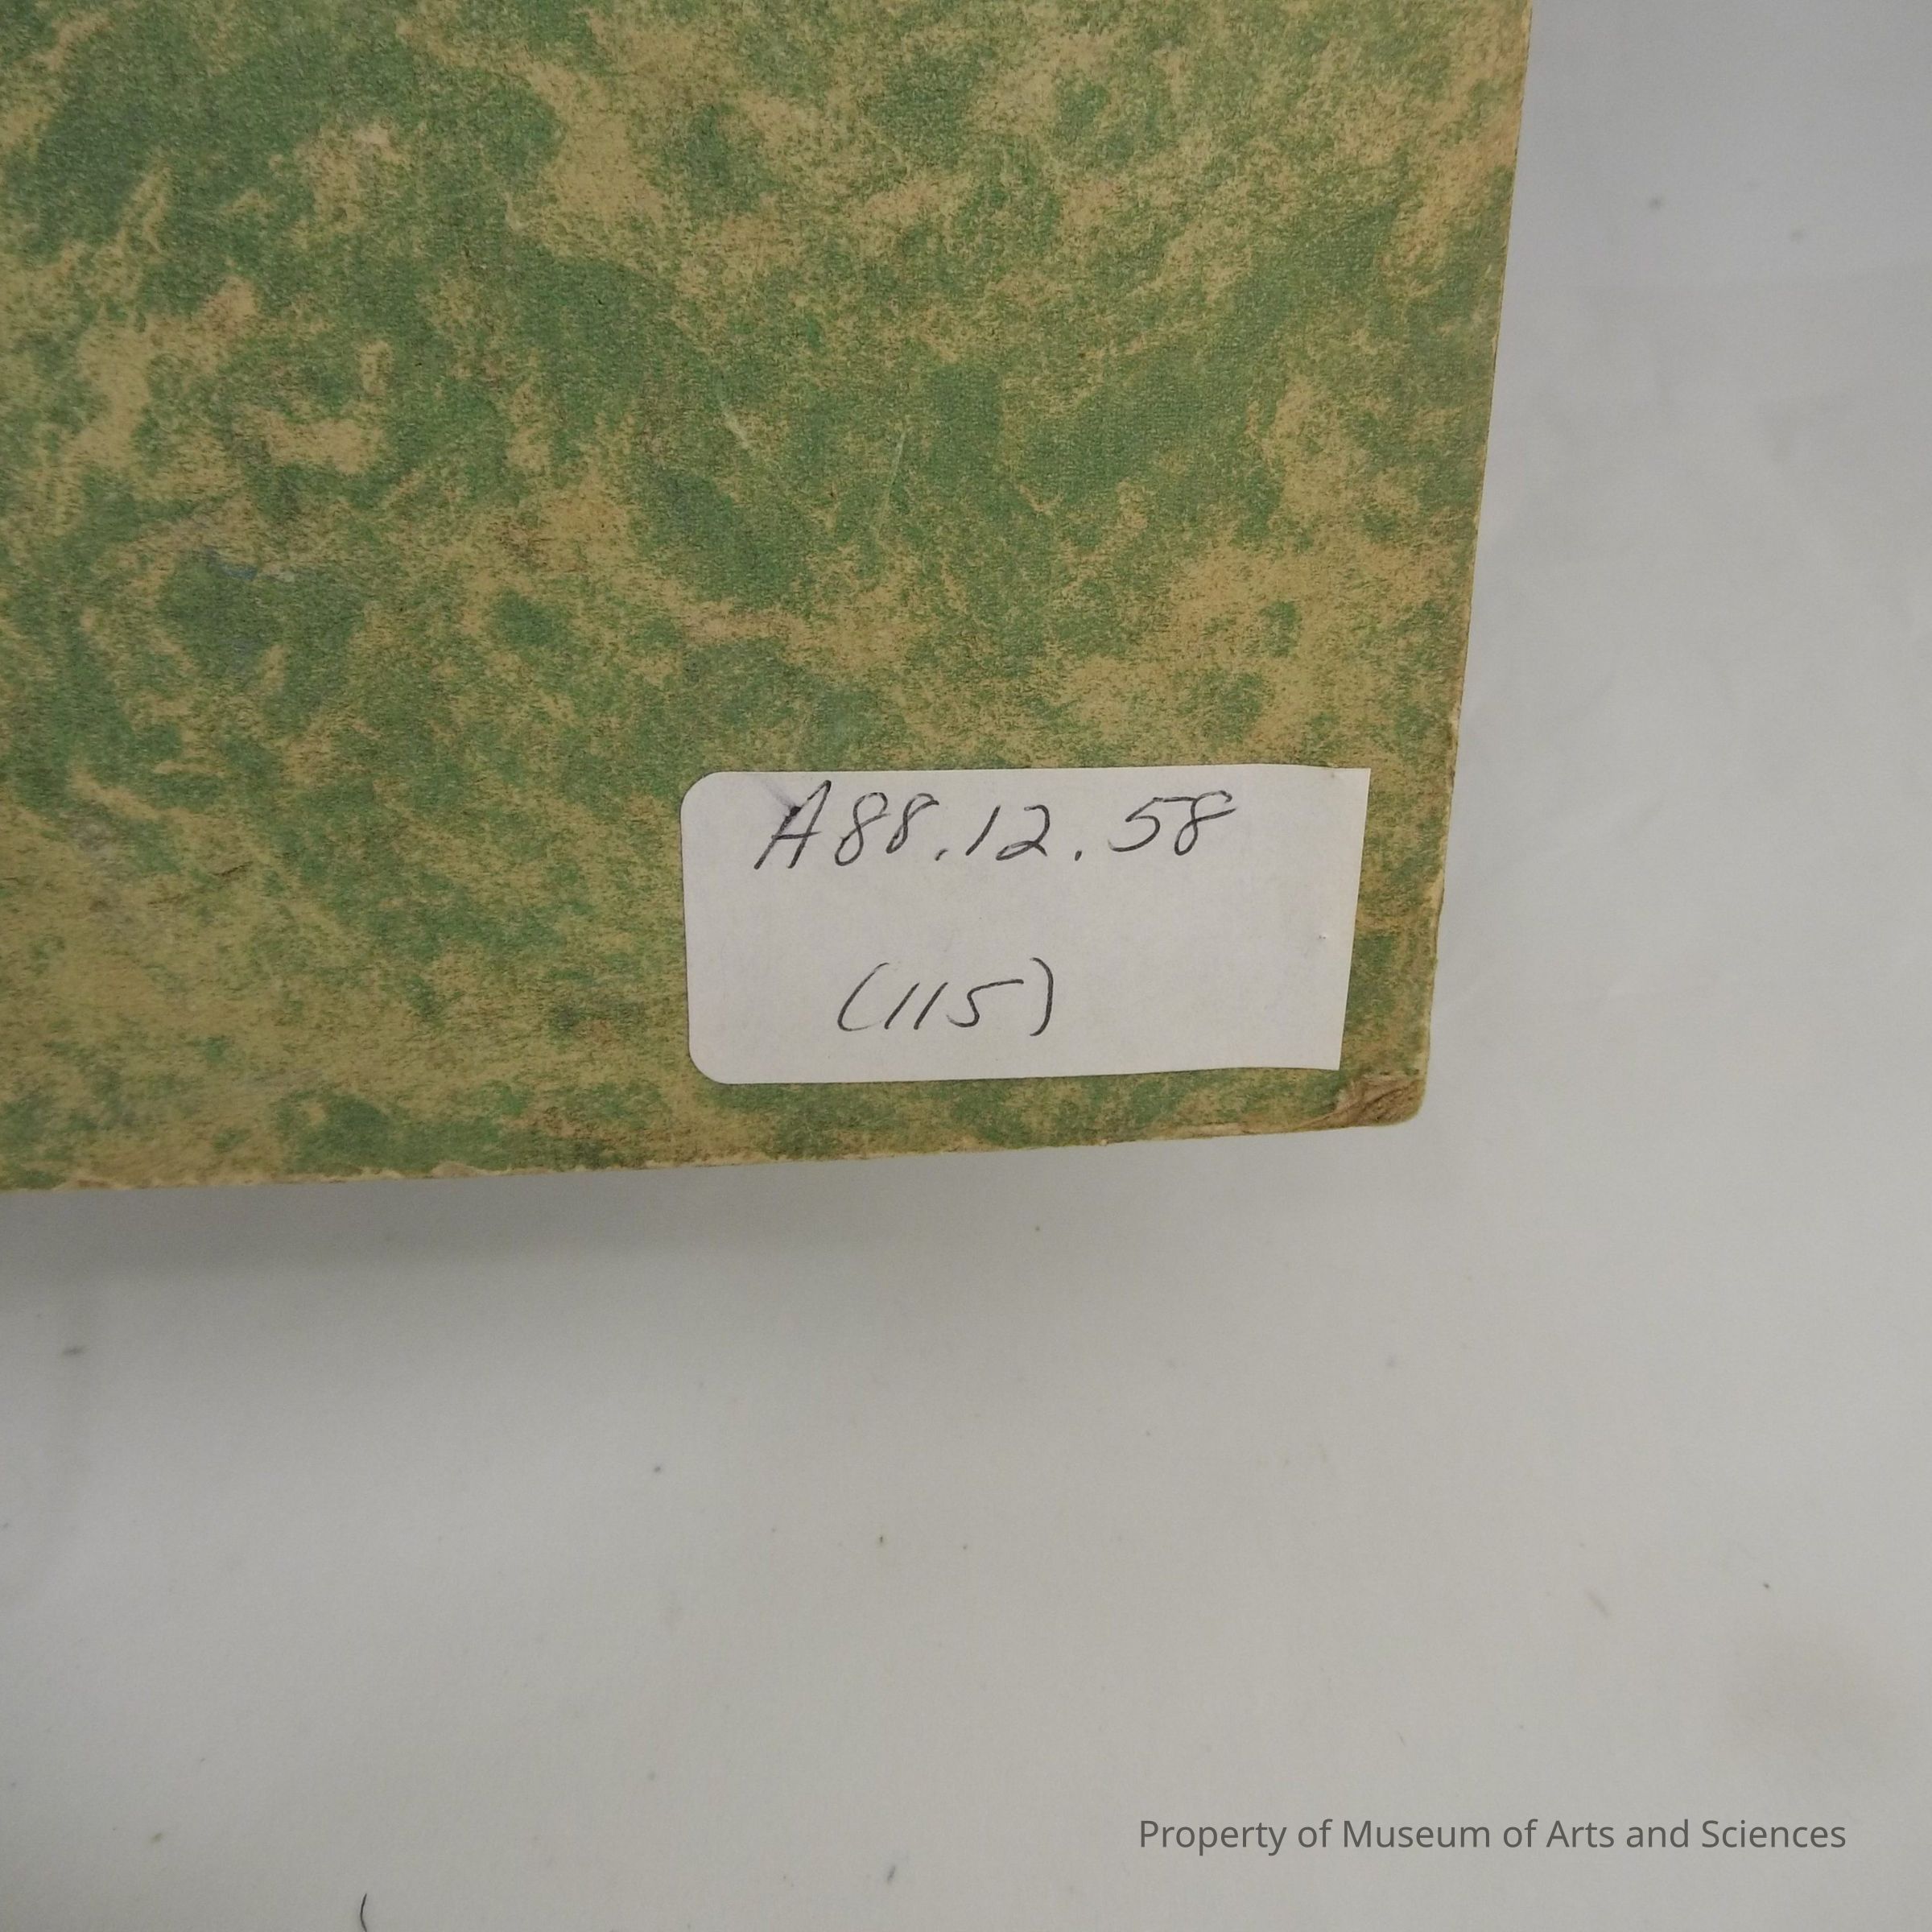 A88.12.58
(115)
Property of Museum of Arts and Sciences